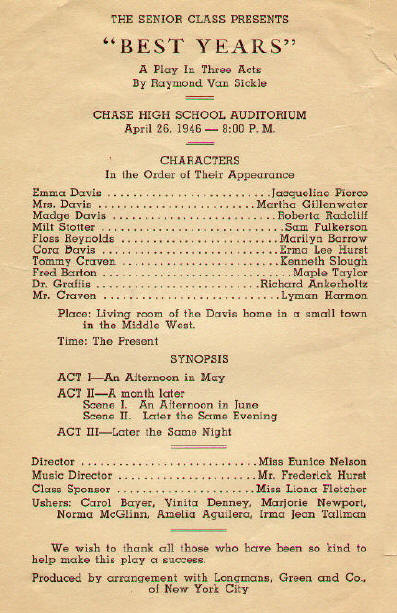 THE SENIOR CLASS PRESENTS
"BEST YEARS"
A Play In Three Acts
By Raymond Van Sickle
CHASE HIGH SCHOOL AUDITORIUM
April 26, 1946 — 8:00 P. M.
CHARACTERS
In the Order of Their Appearance
Emma Davis ........................ Jacqueline Pierce
Mrs. Davis ........................ Martha Gillenwater
Madge Davis ........................ Roberta Radcliff
Milt Stotter ........................ Sam Fulkerson
Floss Reynolds ........................ Marilyn Barrow
Cora Davis ........................ Erma Lee Hurst
Tommy Craven ........................ Kenneth Slough
Fred Barton ........................ Maple Taylor
Dr. Graffis ........................ Richard Ankerholtz
Mr. Craven ........................ Lyman Harmon
Place: Living room of the Davis home in a small town
in the Middle West.
Time: The Present
SYNOPSIS
ACT I—An Afternoon in May
ACT II—A month later
Scene I. An Afternoon in June
Scene II. Later the Same Evening
ACT III—Later the Same Night
Director ........................ Miss Eunice Nelson
Music Director ........................ Mr. Frederick Hurst
Class Sponsor ........................ Miss Liona Fletcher
Ushers: Carol Bayer, Vinita Denney, Marjorie Newport,
Norma McGlinn, Amelia Aguilera, Irma Jean Tallman
We wish to thank all those who have been so kind to
help make this play a success.
Produced by arrangement with Longmans, Green and Co.,
of New York City